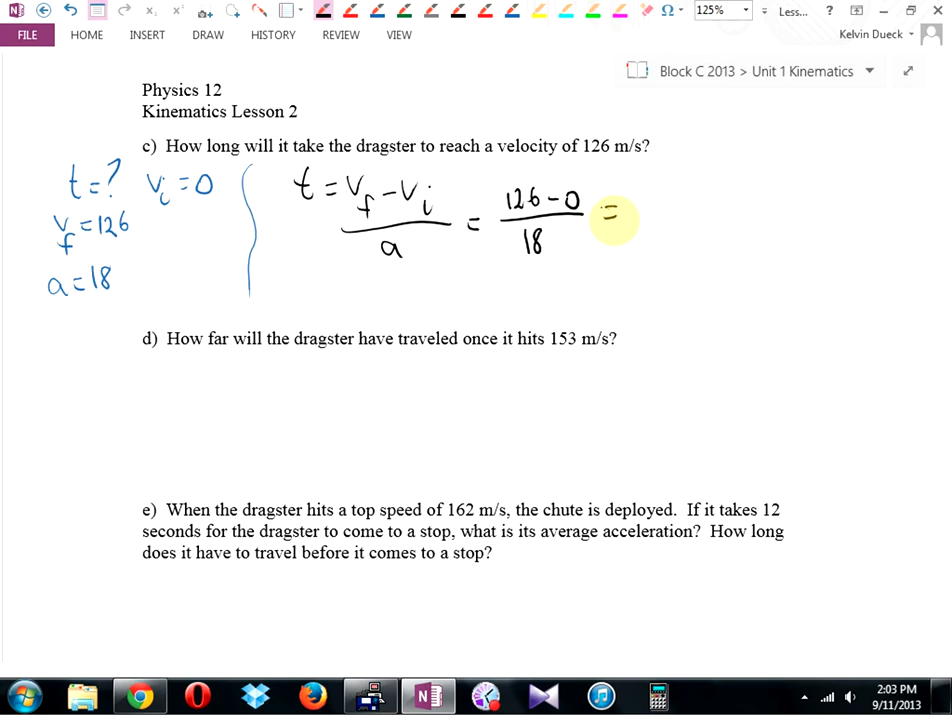 125%
Less...
?
FILE HOME INSERT DRAW HISTORY REVIEW VIEW
Kelvin Dueck
Block C 2013 > Unit 1 Kinematics
Physics 12
Kinematics Lesson 2
c) How long will it take the dragster to reach a velocity of 126 m/s?
t = ? vi = 0
vf = 126
a = 18
t = vf - vi / a = 126 - 0 / 18 =
d) How far will the dragster have traveled once it hits 153 m/s?
e) When the dragster hits a top speed of 162 m/s, the chute is deployed. If it takes 12
seconds for the dragster to come to a stop, what is its average acceleration? How long
does it have to travel before it comes to a stop?
2:03 PM
9/11/2013